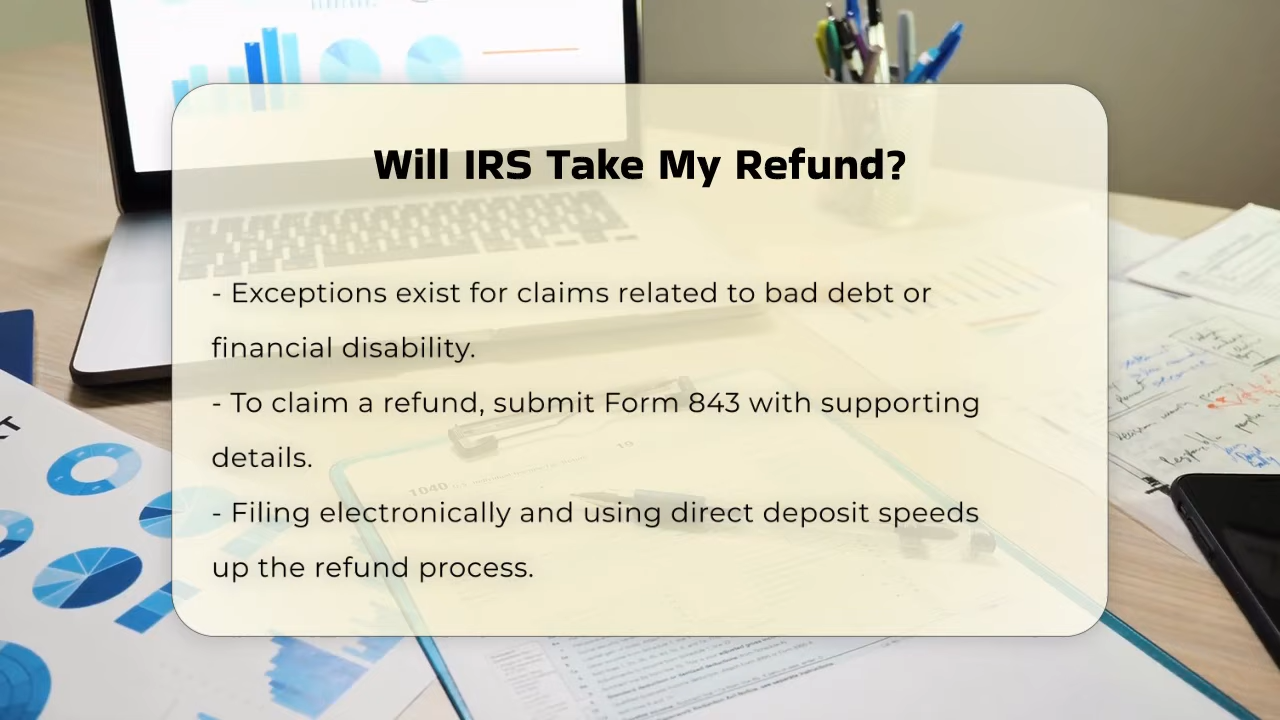 Will IRS Take My Refund?
- Exceptions exist for claims related to bad debt or
financial disability.
- To claim a refund, submit Form 843 with supporting
details.
- Filing electronically and using direct deposit speeds
up the refund process.
1040